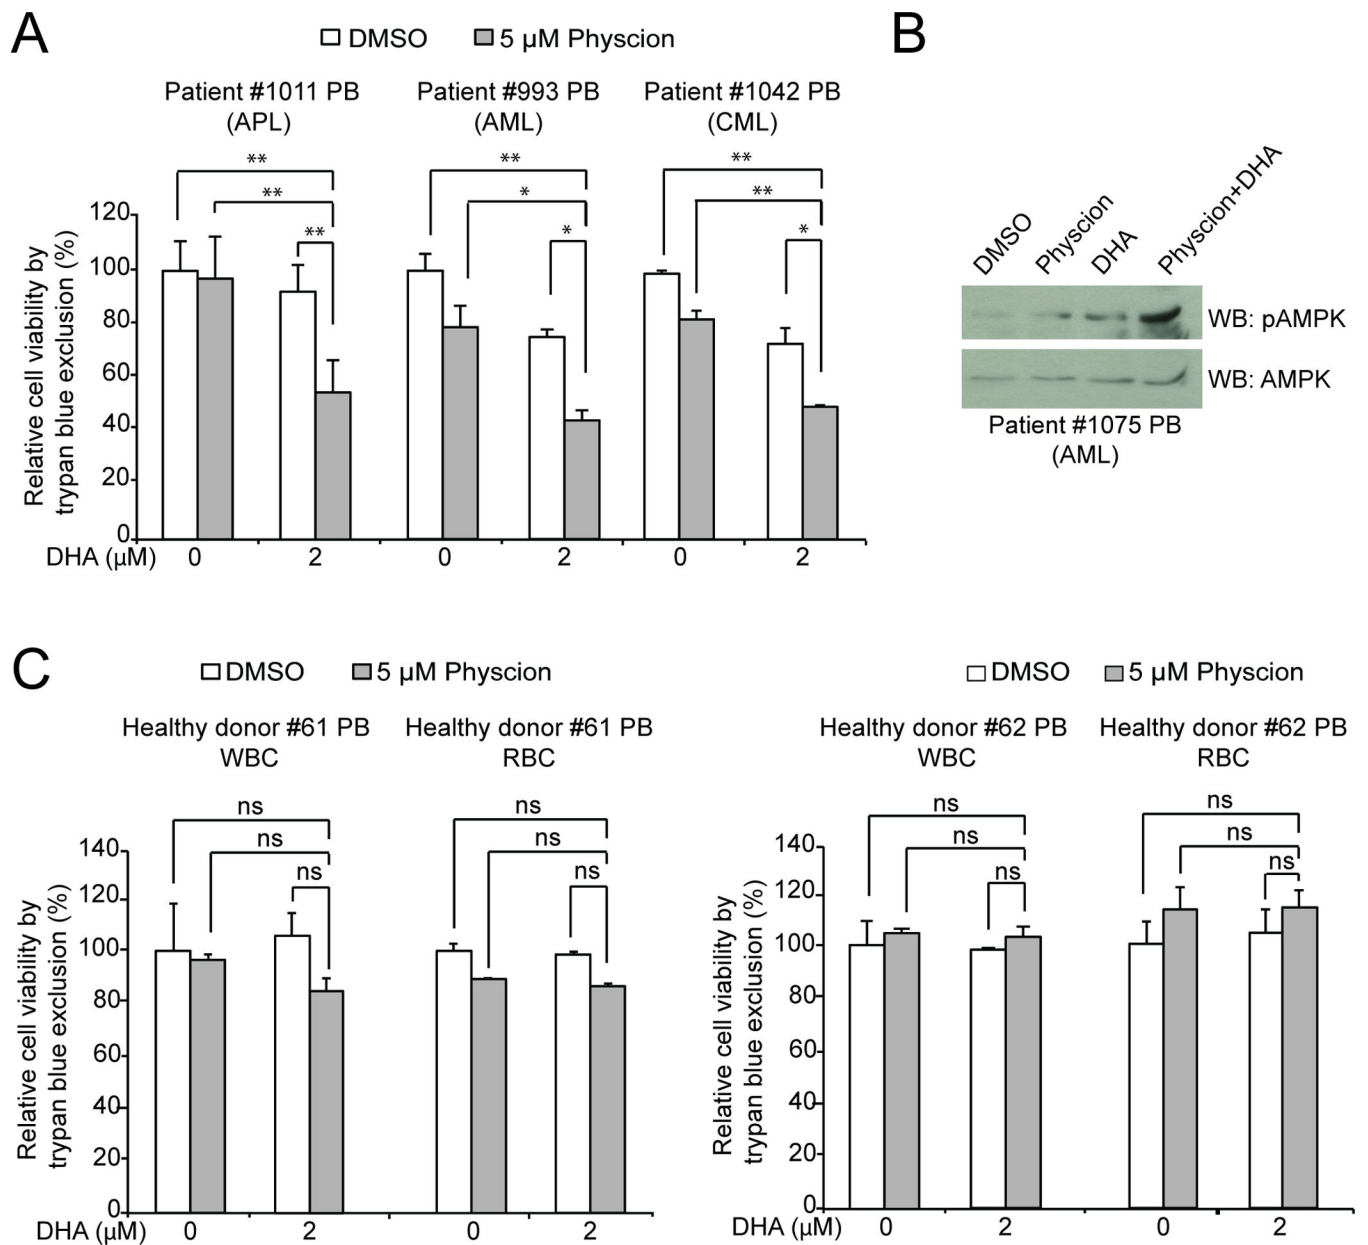 A
DMSO 5 µM Physcion
Patient #1011 PB
(APL)
Patient #993 PB
(AML)
Patient #1042 PB
(CML)
** ** **
** * **
** * *
Relative cell viability by
trypan blue exclusion (%)
120
100
80
60
40
20
0
DHA (µM) 0 2 0 2 0 2
B
DMSO
Physcion
DHA
Physcion+DHA
WB: pAMPK
WB: AMPK
Patient #1075 PB
(AML)
C
DMSO 5 µM Physcion
Healthy donor #61 PB
WBC
Healthy donor #61 PB
RBC
ns ns
ns ns
ns ns
Relative cell viability by
trypan blue exclusion (%)
140
120
100
80
60
40
20
0
DHA (µM) 0 2 0 2
DMSO 5 µM Physcion
Healthy donor #62 PB
WBC
Healthy donor #62 PB
RBC
ns ns
ns ns
ns ns
Relative cell viability by
trypan blue exclusion (%)
140
120
100
80
60
40
20
0
DHA (µM) 0 2 0 2